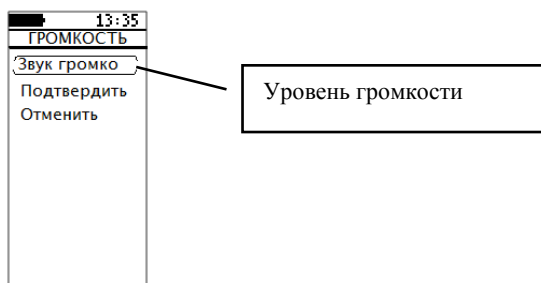 13:35
ГРОМКОСТЬ
Звук громко
Подтвердить
Отменить
Уровень громкости